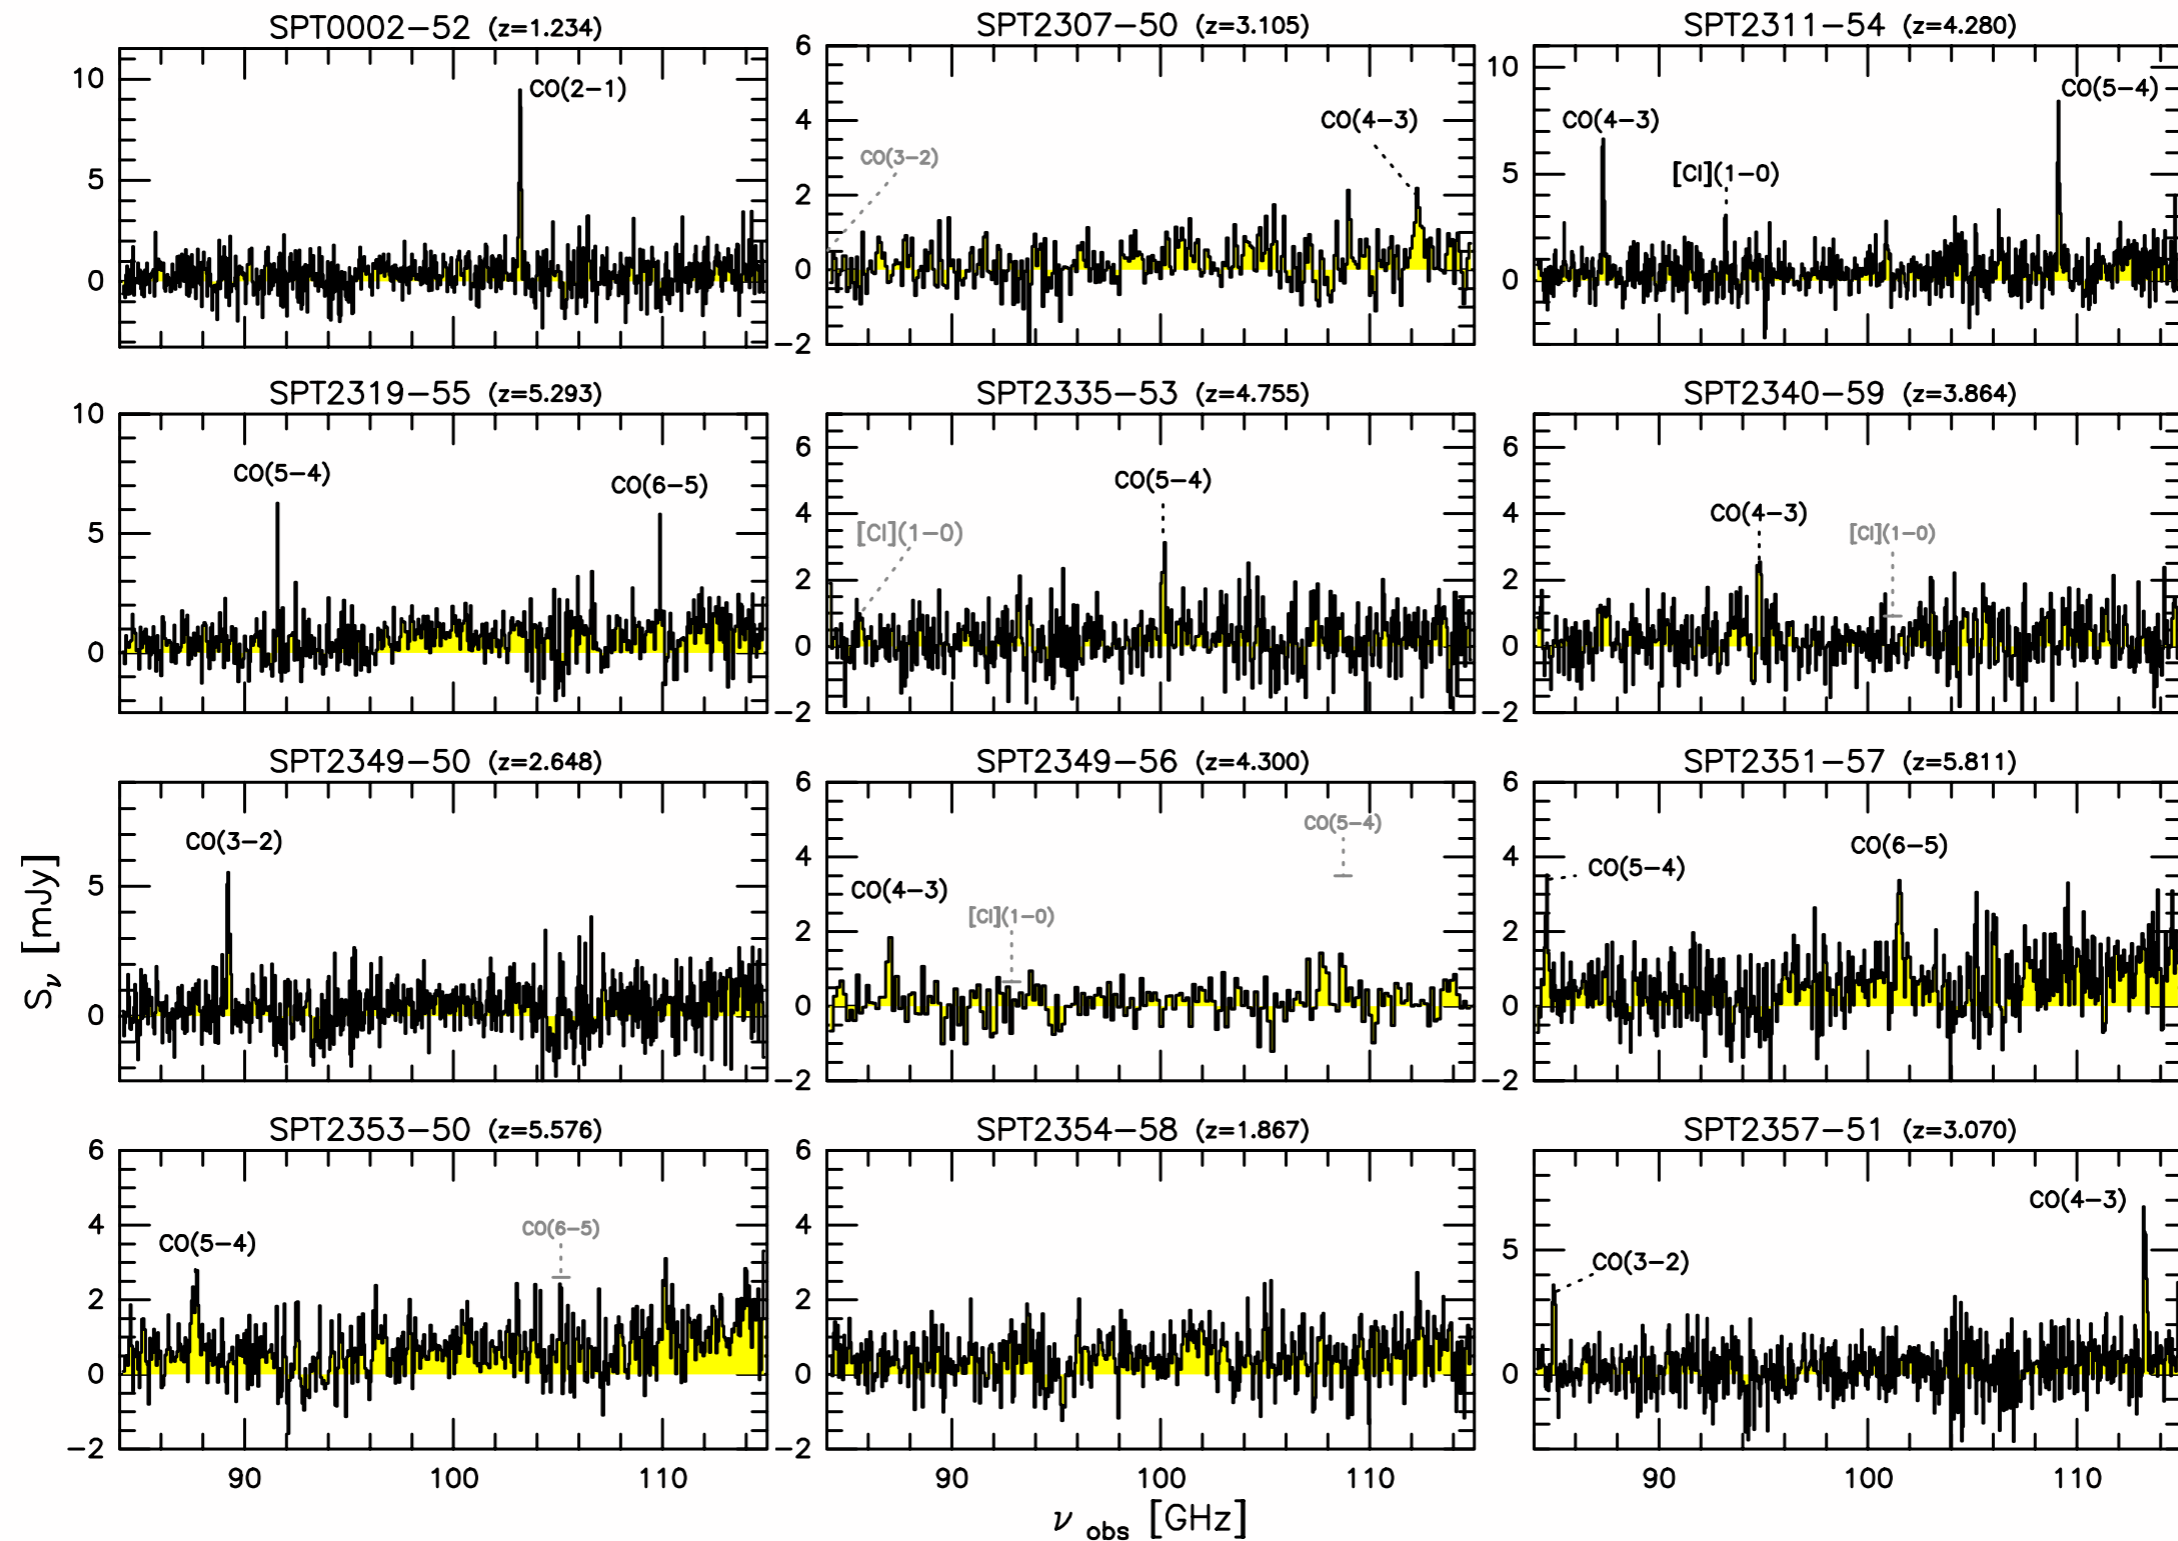 SPT0002−52 (z=1.234)
SPT2307−50 (z=3.105)
SPT2311−54 (z=4.280)
10
5
0
CO(2−1)
6
4
2
0
−2
CO(3−2)
CO(4−3)
10
5
0
CO(4−3)
[CI](1−0)
CO(5−4)
SPT2319−55 (z=5.293)
SPT2335−53 (z=4.755)
SPT2340−59 (z=3.864)
10
5
0
CO(5−4)
CO(6−5)
6
4
2
0
−2
[CI](1−0)
CO(5−4)
6
4
2
0
−2
CO(4−3)
[CI](1−0)
SPT2349−50 (z=2.648)
SPT2349−56 (z=4.300)
SPT2351−57 (z=5.811)
5
0
CO(3−2)
6
4
2
0
−2
CO(4−3)
[CI](1−0)
CO(5−4)
6
4
2
0
−2
CO(5−4)
CO(6−5)
SPT2353−50 (z=5.576)
SPT2354−58 (z=1.867)
SPT2357−51 (z=3.070)
6
4
2
0
−2
CO(5−4)
CO(6−5)
6
4
2
0
−2
5
0
CO(3−2)
CO(4−3)
90 100 110
90 100 110
90 100 110
Sν [mJy]
ν obs [GHz]